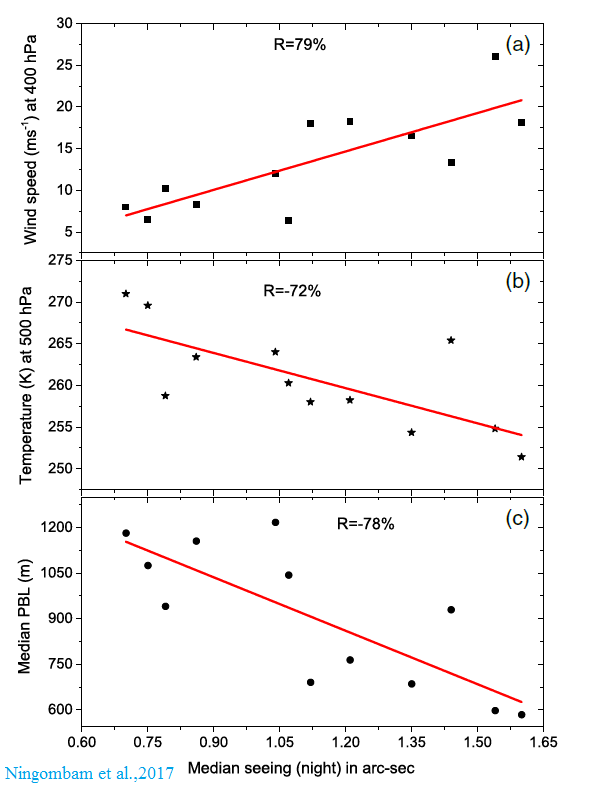 30
25
20
15
10
5
Wind speed (ms⁻¹) at 400 hPa
R=79%
(a)
275
270
265
260
255
250
Temperature (K) at 500 hPa
R=-72%
(b)
1200
1050
900
750
600
Median PBL (m)
R=-78%
(c)
0.60 0.75 0.90 1.05 1.20 1.35 1.50 1.65
Median seeing (night) in arc-sec
Ningombam et al.,2017